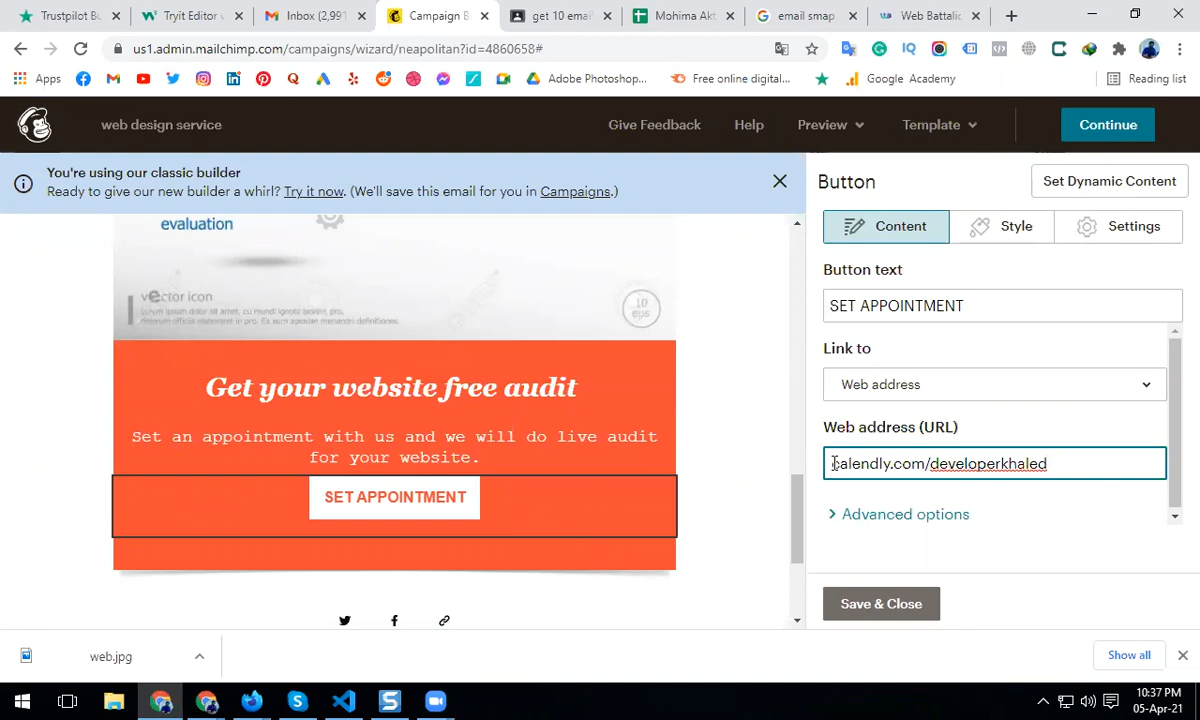 Trustpilot Bu
Tryit Editor v
Inbox (2,991
Campaign B
get 10 email
Mohima Akt
email smap
Web Battalic
us1.admin.mailchimp.com/campaigns/wizard/neapolitan?id=4860658#
Apps
Adobe Photoshop...
Free online digital...
Google Academy
Reading list
web design service
Give Feedback
Help
Preview
Template
Continue
You're using our classic builder
Ready to give our new builder a whirl? Try it now. (We'll save this email for you in Campaigns.)
evaluation
vector icon
10
eps
Get your website free audit
Set an appointment with us and we will do live audit
for your website.
SET APPOINTMENT
Button
Set Dynamic Content
Content
Style
Settings
Button text
SET APPOINTMENT
Link to
Web address
Web address (URL)
calendly.com/developerkhaled
Advanced options
Save & Close
web.jpg
Show all
10:37 PM
05-Apr-21